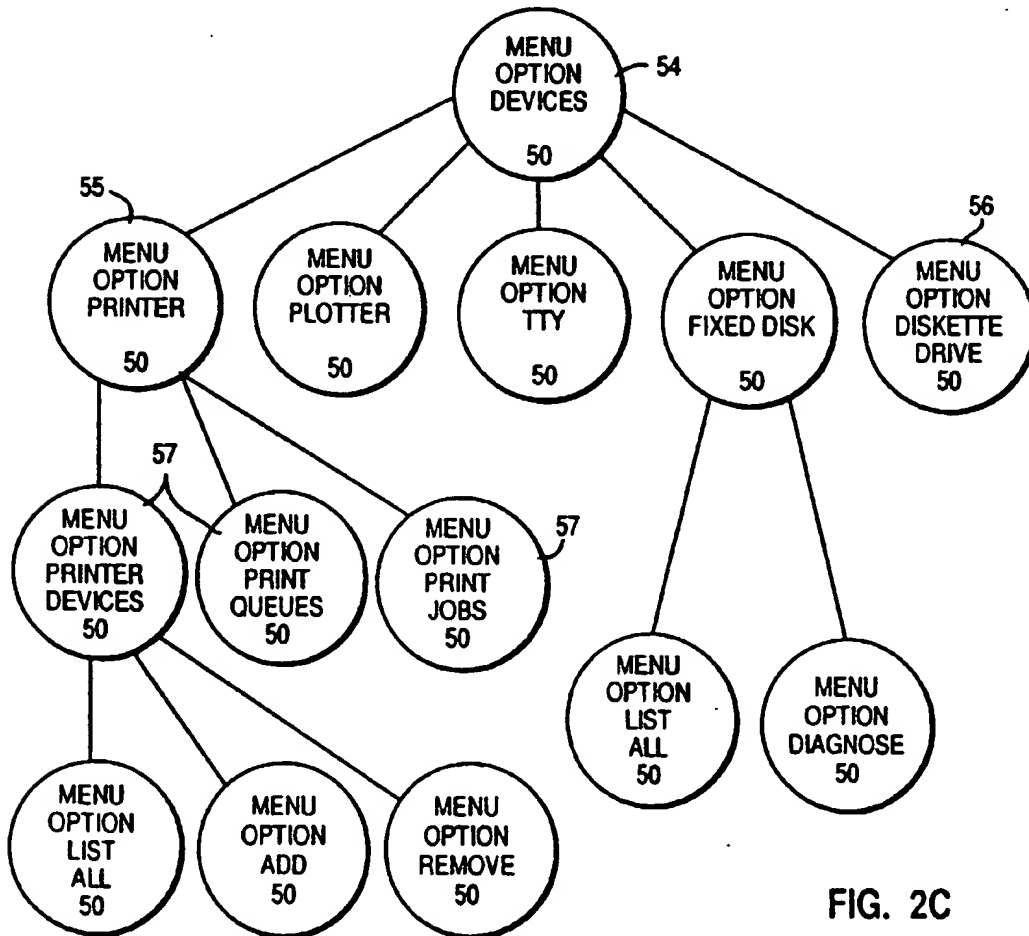 MENU
OPTION
DEVICES
50
54
55
MENU
OPTION
PRINTER
50
MENU
OPTION
PLOTTER
50
MENU
OPTION
TTY
50
MENU
OPTION
FIXED DISK
50
56
MENU
OPTION
DISKETTE
DRIVE
50
57
MENU
OPTION
PRINTER
DEVICES
50
MENU
OPTION
PRINT
QUEUES
50
MENU
OPTION
PRINT
JOBS
50
57
MENU
OPTION
LIST
ALL
50
MENU
OPTION
DIAGNOSE
50
MENU
OPTION
LIST
ALL
50
MENU
OPTION
ADD
50
MENU
OPTION
REMOVE
50
FIG. 2C